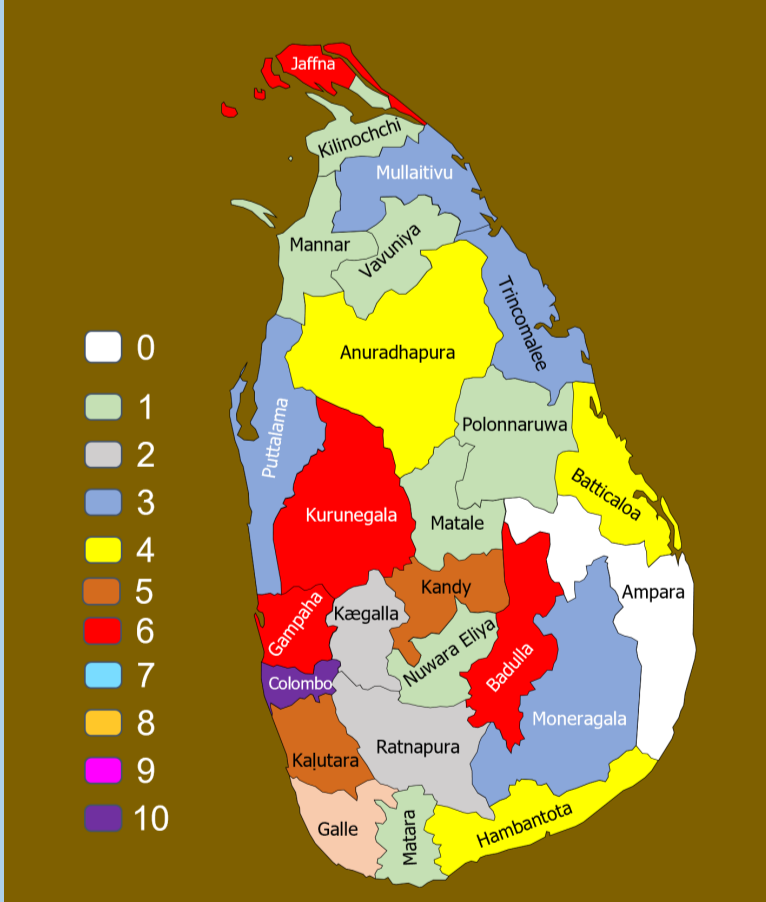 Jaffna
Kilinochchi
Mullaitivu
Mannar
Vavuniya
Trincomalee
Anuradhapura
Puttalama
Polonnaruwa
Batticaloa
Kurunegala
Matale
Kandy
Ampara
Gampaha
Kægalla
Nuwara Eliya
Badulla
Colombo
Moneragala
Ratnapura
Kaḷutara
Galle
Matara
Hambantota
0
1
2
3
4
5
6
7
8
9
10